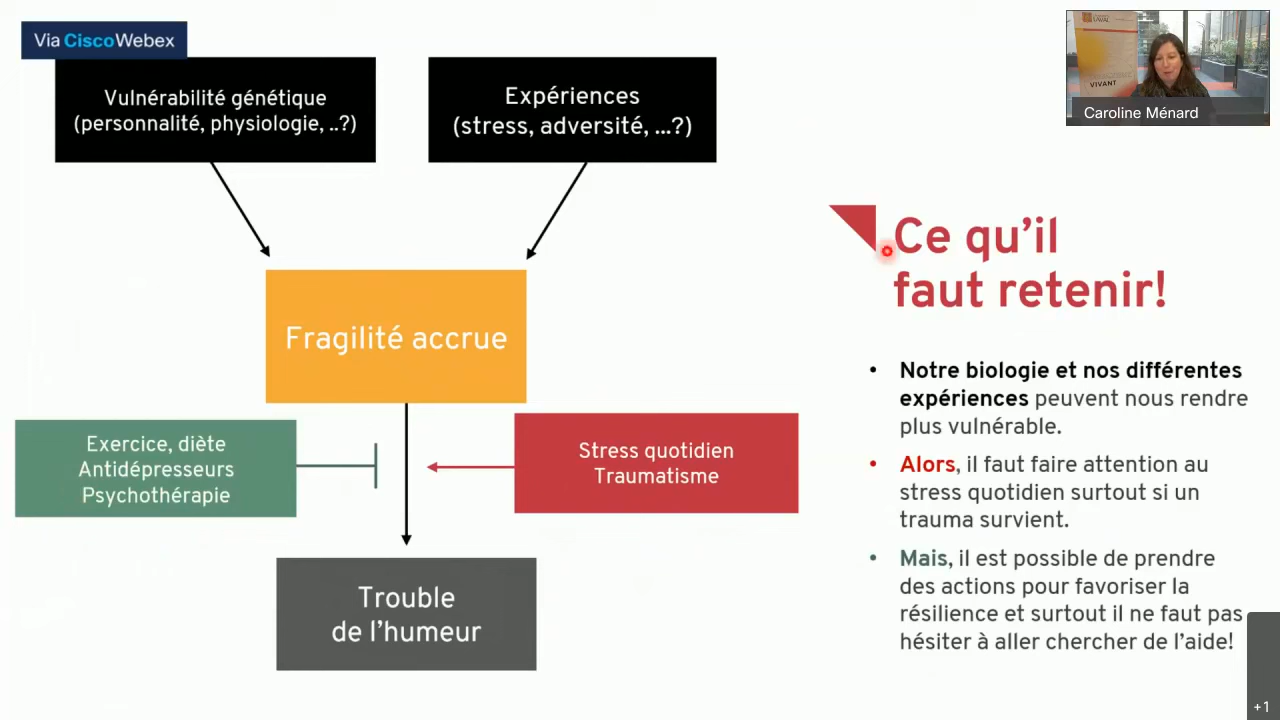 Via Cisco Webex
Vulnérabilité génétique
(personnalité, physiologie, ..?)
Expériences
(stress, adversité, ...?)
Fragilité accrue
Exercice, diète
Antidépresseurs
Psychothérapie
Stress quotidien
Traumatisme
Trouble
de l'humeur
VIVANT
Caroline Ménard
Ce qu'il
faut retenir!
• Notre biologie et nos différentes
expériences peuvent nous rendre
plus vulnérable.
• Alors, il faut faire attention au
stress quotidien surtout si un
trauma survient.
• Mais, il est possible de prendre
des actions pour favoriser la
résilience et surtout il ne faut pas
hésiter à aller chercher de l'aide!
+1